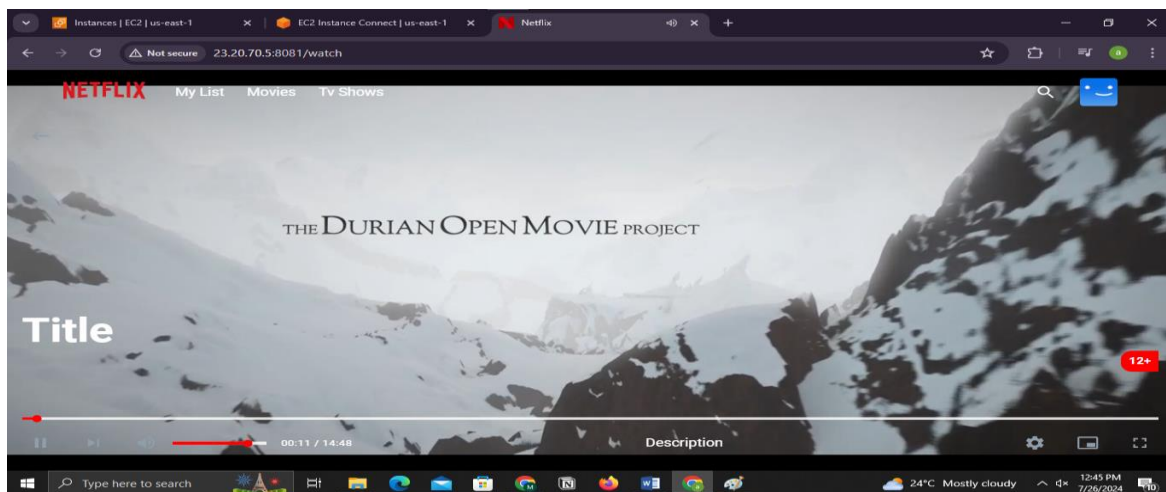 Instances | EC2 | us-east-1
EC2 Instance Connect | us-east-1
Netflix
Not secure 23.20.70.5:8081/watch
a
NETFLIX My List Movies Tv Shows
THE DURIAN OPEN MOVIE PROJECT
Title
12+
00:11 / 14:48 Description
Type here to search
24°C Mostly cloudy
12:45 PM
7/26/2024